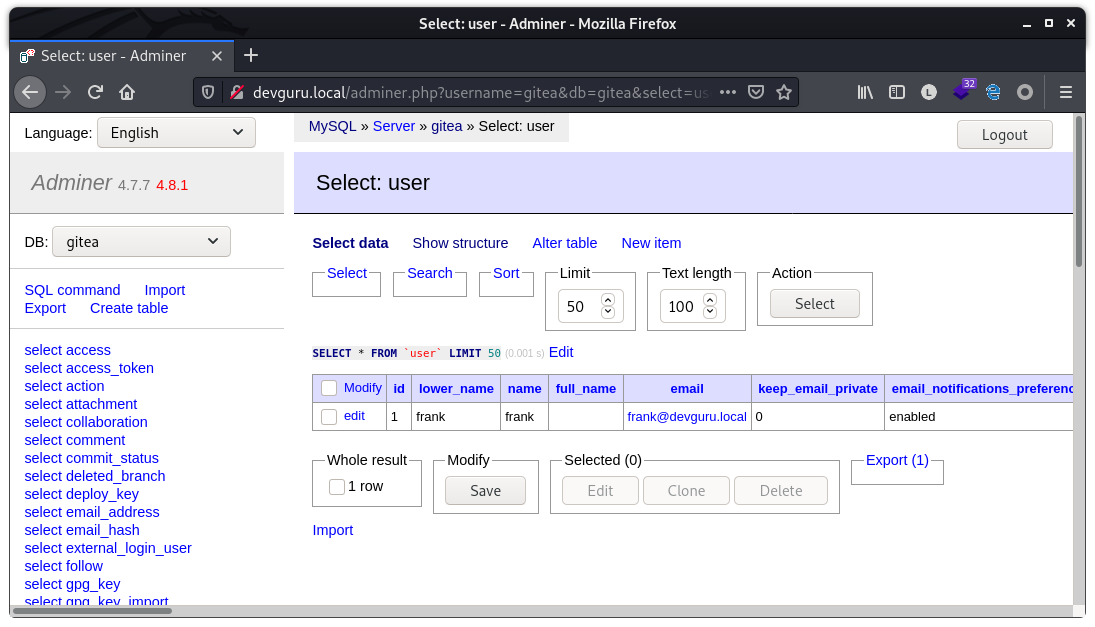 Select: user - Adminer - Mozilla Firefox
Select: user - Adminer
devguru.local/adminer.php?username=gitea&db=gitea&select=us
32
Language: English
MySQL » Server » gitea » Select: user
Logout
Adminer 4.7.7 4.8.1
Select: user
DB: gitea
Select data Show structure Alter table New item
Select Search Sort Limit Text length Action
50 100 Select
SQL command Import
Export Create table
SELECT * FROM `user` LIMIT 50 (0.001 s) Edit
select access
select access_token
select action
select attachment
select collaboration
select comment
select commit_status
select deleted_branch
select deploy_key
select email_address
select email_hash
select external_login_user
select follow
select gpg_key
select gpg_key_import
Modify id lower_name name full_name email keep_email_private email_notifications_preferenc
edit 1 frank frank frank@devguru.local 0 enabled
Whole result Modify Selected (0) Export (1)
1 row Save Edit Clone Delete
Import